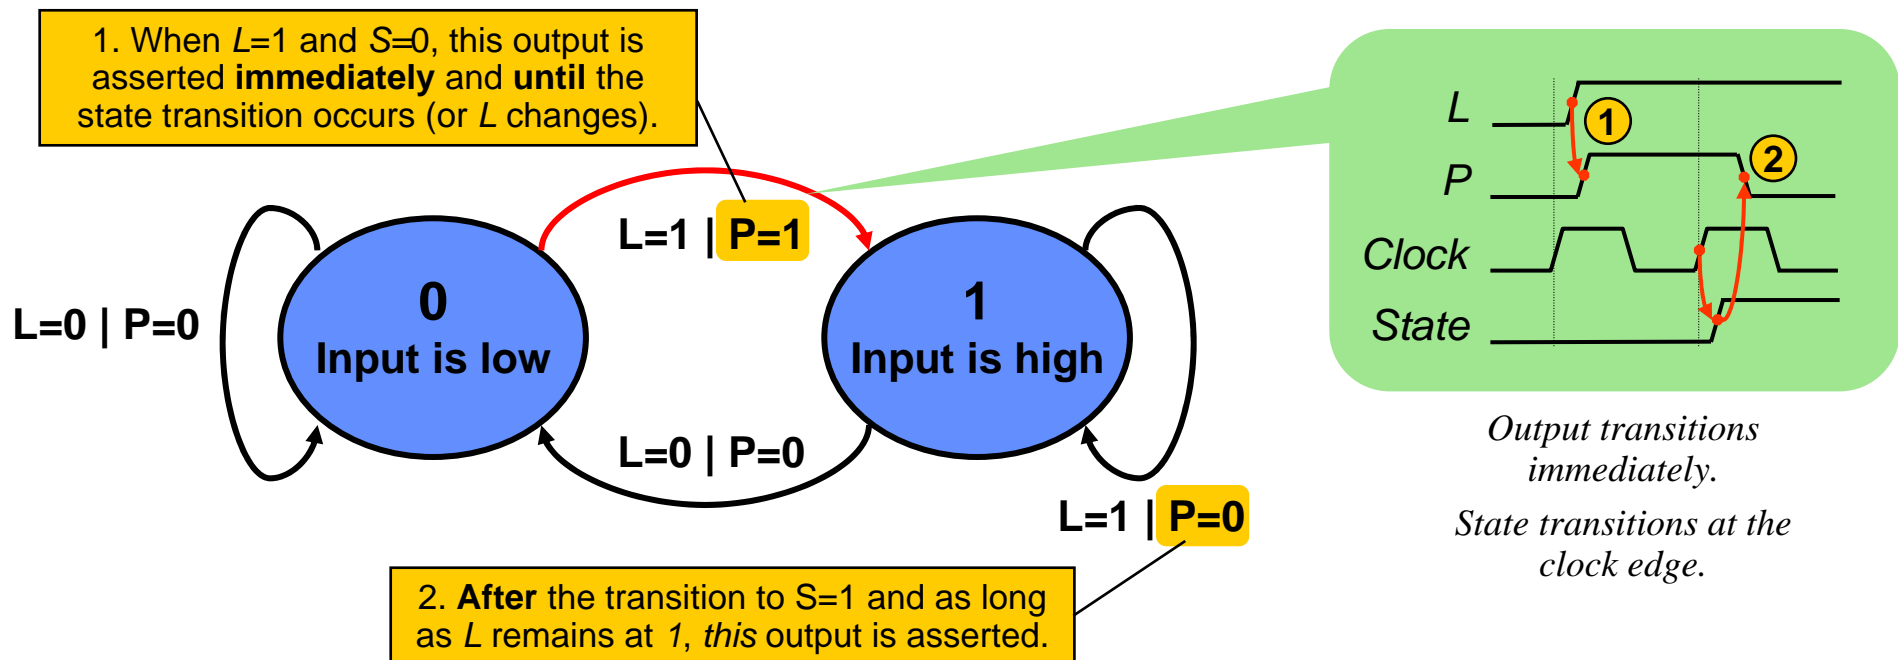 1. When L=1 and S=0, this output is
asserted immediately and until the
state transition occurs (or L changes).
L=1 | P=1
0
Input is low
1
Input is high
L=0 | P=0
L=0 | P=0
L=1 | P=0
2. After the transition to S=1 and as long
as L remains at 1, this output is asserted.
L
1
P
2
Clock
State
Output transitions
immediately.
State transitions at the
clock edge.